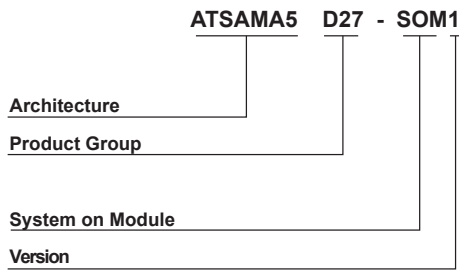 ATSAMA5 D27 - SOM1
Architecture
Product Group
System on Module
Version